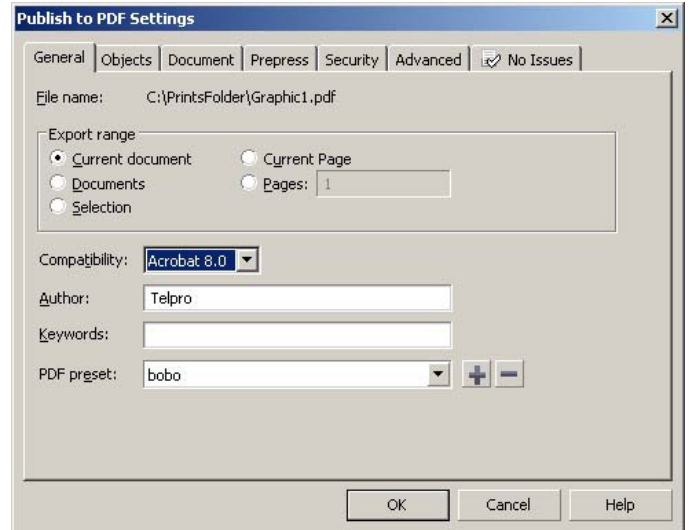 Publish to PDF Settings
General Objects Document Prepress Security Advanced No Issues
File name: C:\PrintsFolder\Graphic1.pdf
Export range
Current document Current Page
Documents Pages: 1
Selection
Compatibility: Acrobat 8.0
Author: Telpro
Keywords:
PDF preset: bobo
OK Cancel Help